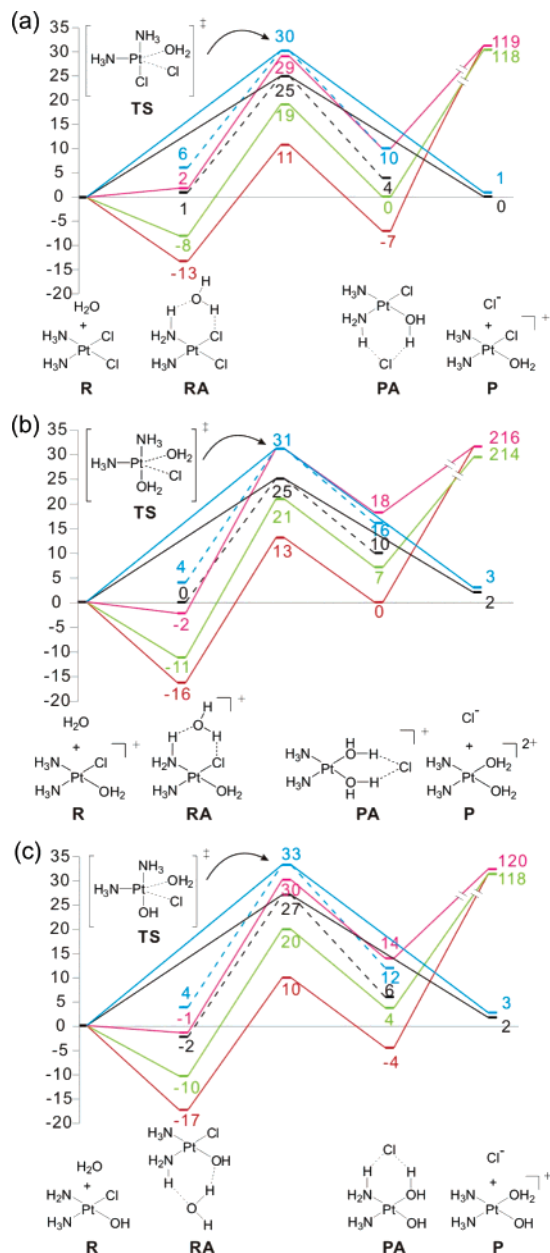 (a)
35
30
25
20
15
10
5
0
-5
-10
-15
-20
NH3
H3N Pt OH2
Cl
Cl
‡
TS
30
29
25
19
11
6
2
1
-8
-13
10
4
0
-7
119
118
1
0
H2O
+
H3N Cl
Pt
H3N Cl
R
H
O
H H
H2N Cl
Pt
H3N Cl
RA
H3N Cl
Pt
H2N OH
H H
Cl
PA
Cl-
+
H3N Cl
Pt
H3N OH2
+
P
(b)
35
30
25
20
15
10
5
0
-5
-10
-15
-20
NH3
H3N Pt OH2
Cl
OH2
‡
TS
31
25
21
13
4
0
-2
-11
-16
18
16
10
7
0
216
214
3
2
H2O
+
H3N Cl
Pt
H3N OH2
+
R
H
O
H H
H2N Cl
Pt
H3N OH2
+
RA
H
H3N O H
Pt Cl
H3N O H
H
+
PA
Cl-
+
H3N OH2
Pt
H3N OH2
2+
P
(c)
35
30
25
20
15
10
5
0
-5
-10
-15
-20
NH3
H3N Pt OH2
Cl
OH
‡
TS
33
30
27
20
10
4
-1
-2
-10
-17
14
12
6
4
-4
120
118
3
2
H2O
+
H2N Cl
Pt
H3N OH
R
H3N Cl
Pt
H2N OH
H H
O
H
RA
Cl
H H
H2N OH
Pt
H3N OH
PA
Cl-
+
H3N OH2
Pt
H3N OH
+
P